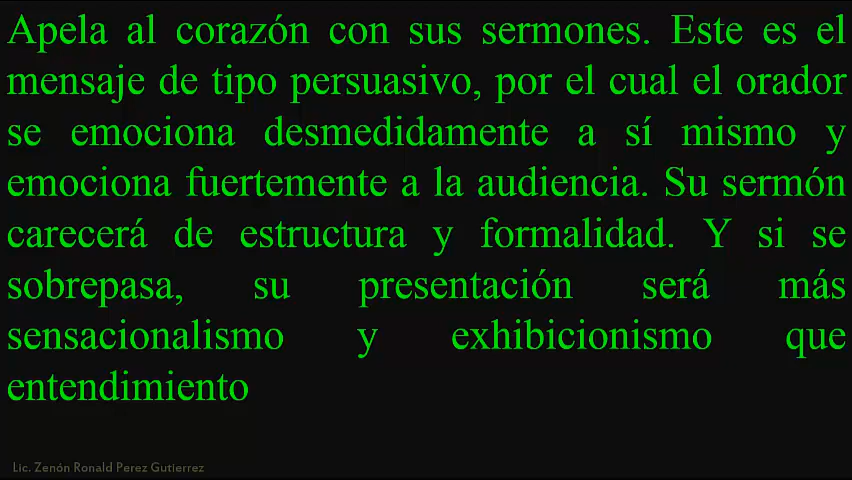 Apela al corazón con sus sermones. Este es el
mensaje de tipo persuasivo, por el cual el orador
se emociona desmedidamente a sí mismo y
emociona fuertemente a la audiencia. Su sermón
carecerá de estructura y formalidad. Y si se
sobrepasa, su presentación será más
sensacionalismo y exhibicionismo que
entendimiento
Lic. Zenón Ronald Perez Gutierrez